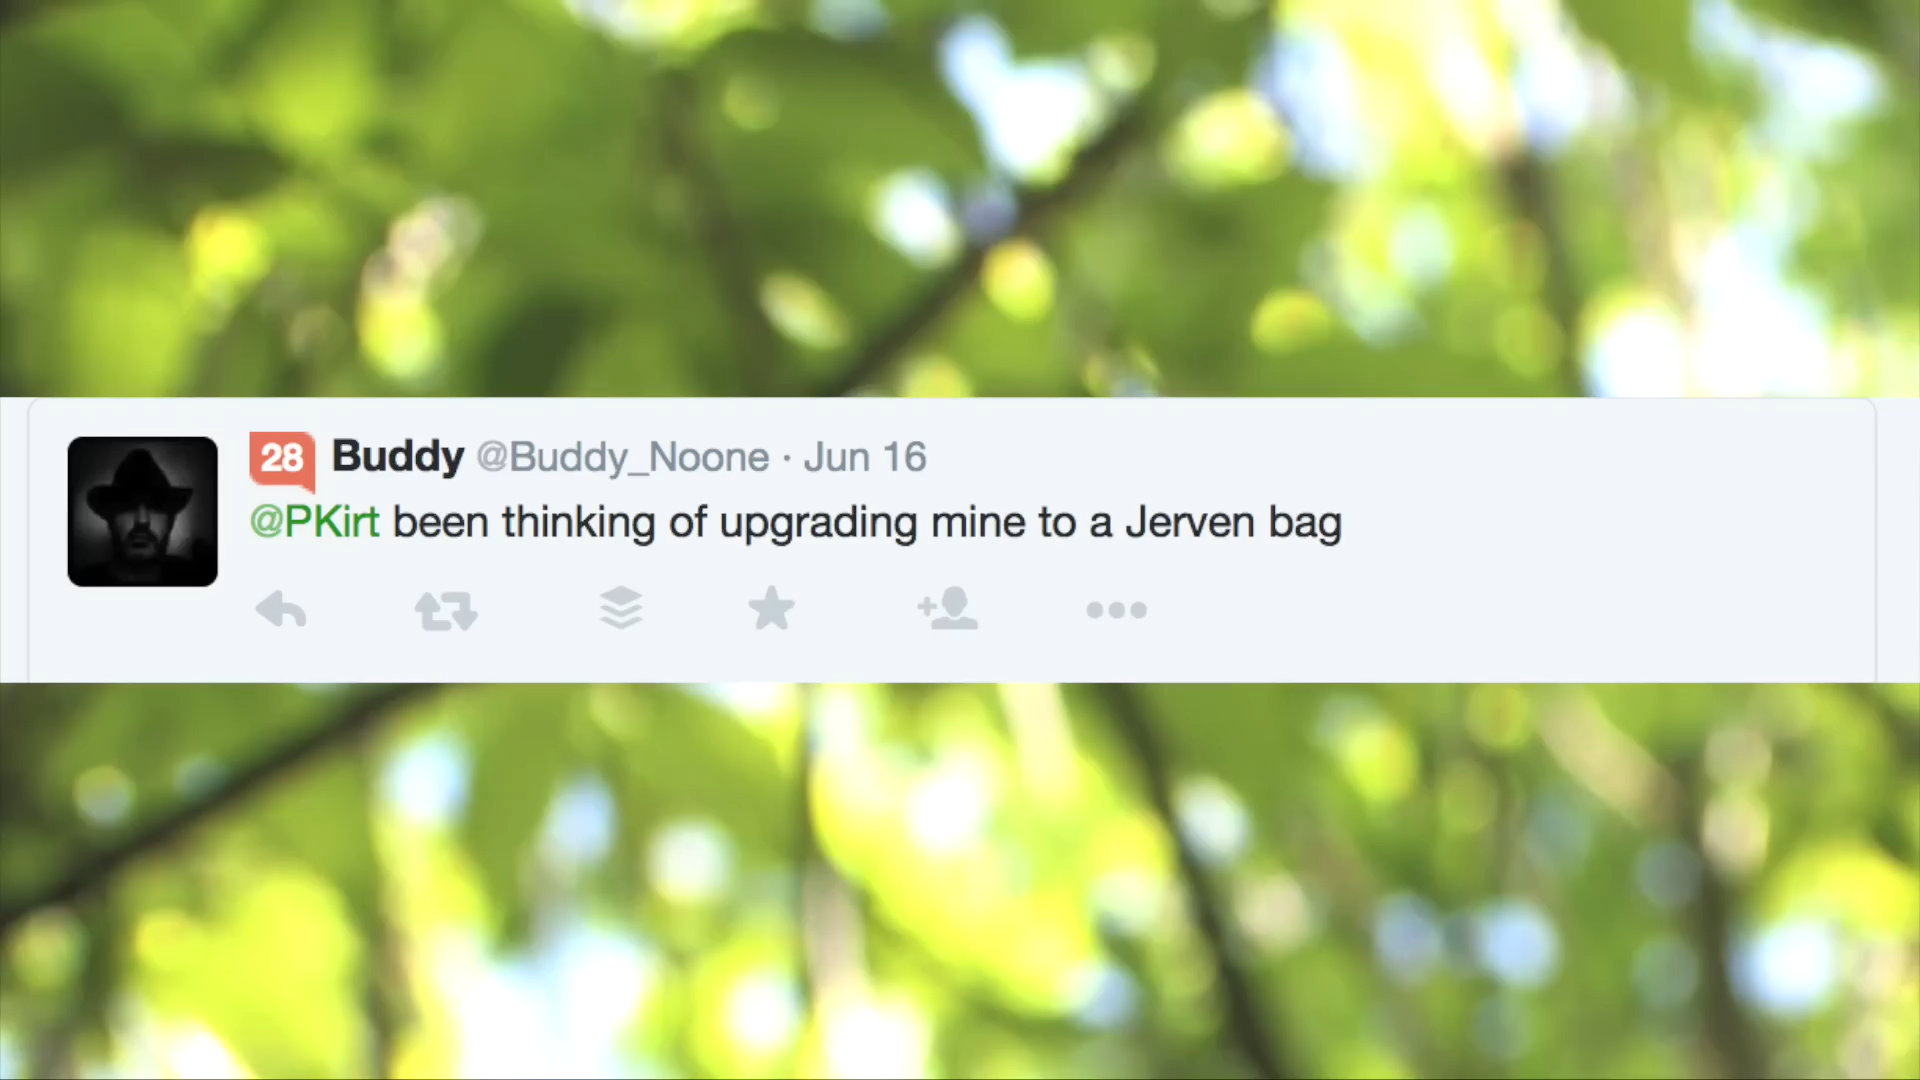 28 Buddy @Buddy_Noone · Jun 16
@PKirt been thinking of upgrading mine to a Jerven bag